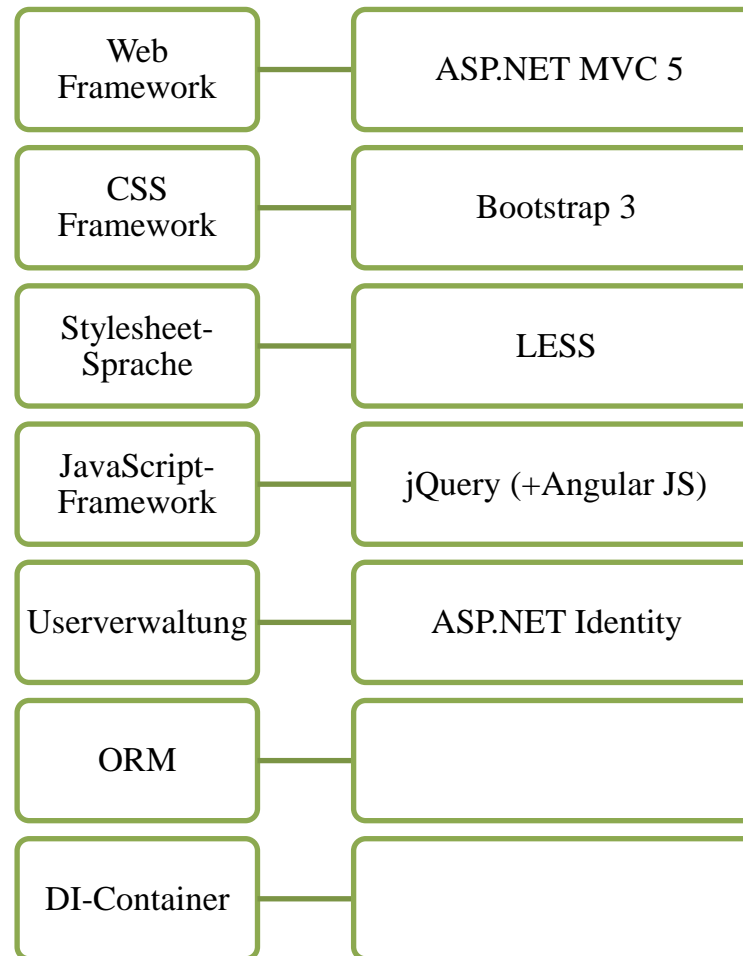 Web
Framework
ASP.NET MVC 5
CSS
Framework
Bootstrap 3
Stylesheet-
Sprache
LESS
JavaScript-
Framework
jQuery (+Angular JS)
Userverwaltung
ASP.NET Identity
ORM
DI-Container